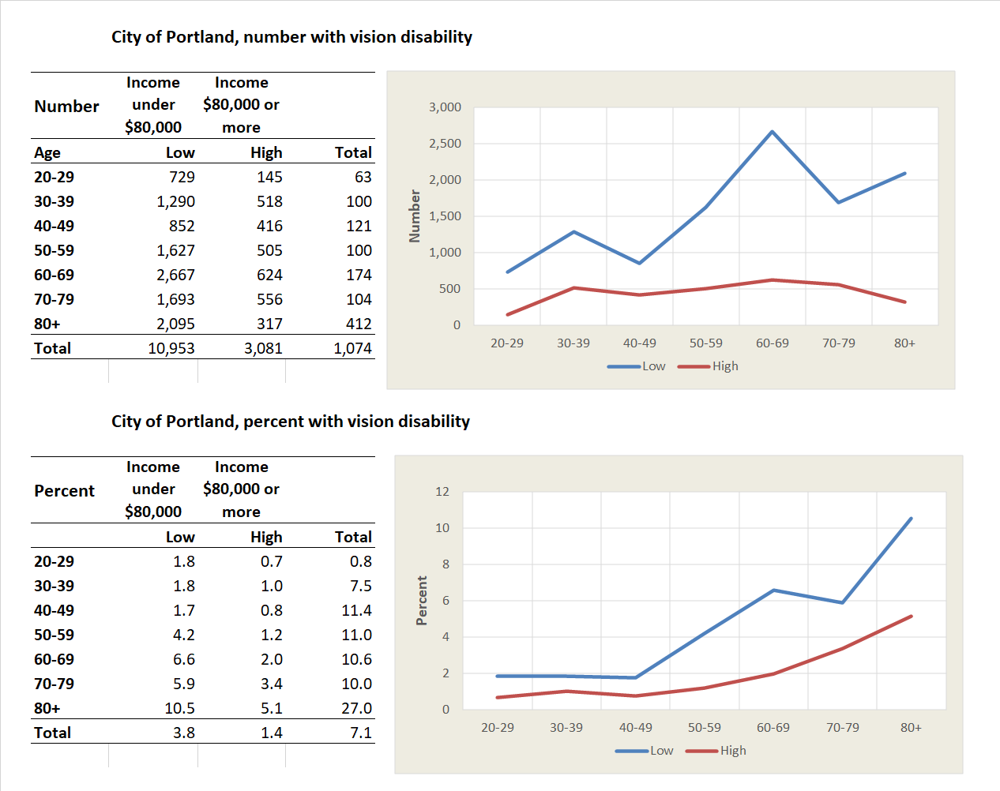 City of Portland, number with vision disability
Number Income under $80,000 Income $80,000 or more
Age Low High Total
20-29 729 145 63
30-39 1,290 518 100
40-49 852 416 121
50-59 1,627 505 100
60-69 2,667 624 174
70-79 1,693 556 104
80+ 2,095 317 412
Total 10,953 3,081 1,074
Number
3,000
2,500
2,000
1,500
1,000
500
0
20-29 30-39 40-49 50-59 60-69 70-79 80+
Low High
City of Portland, percent with vision disability
Percent Income under $80,000 Income $80,000 or more
Low High Total
20-29 1.8 0.7 0.8
30-39 1.8 1.0 7.5
40-49 1.7 0.8 11.4
50-59 4.2 1.2 11.0
60-69 6.6 2.0 10.6
70-79 5.9 3.4 10.0
80+ 10.5 5.1 27.0
Total 3.8 1.4 7.1
Percent
12
10
8
6
4
2
0
20-29 30-39 40-49 50-59 60-69 70-79 80+
Low High